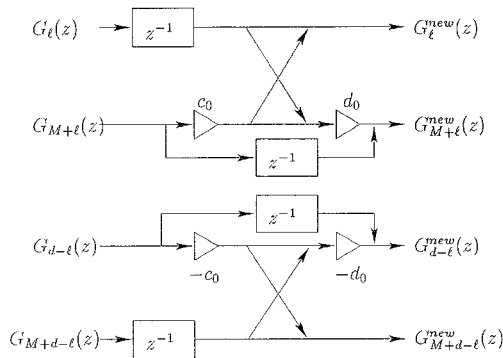 G_ℓ(z) z^{-1} G_ℓ^{new}(z)
c_0 d_0
G_{M+ℓ}(z) G_{M+ℓ}^{new}(z)
z^{-1}
z^{-1}
G_{d-ℓ}(z) G_{d-ℓ}^{new}(z)
-c_0 -d_0
G_{M+d-ℓ}(z) z^{-1} G_{M+d-ℓ}^{new}(z)